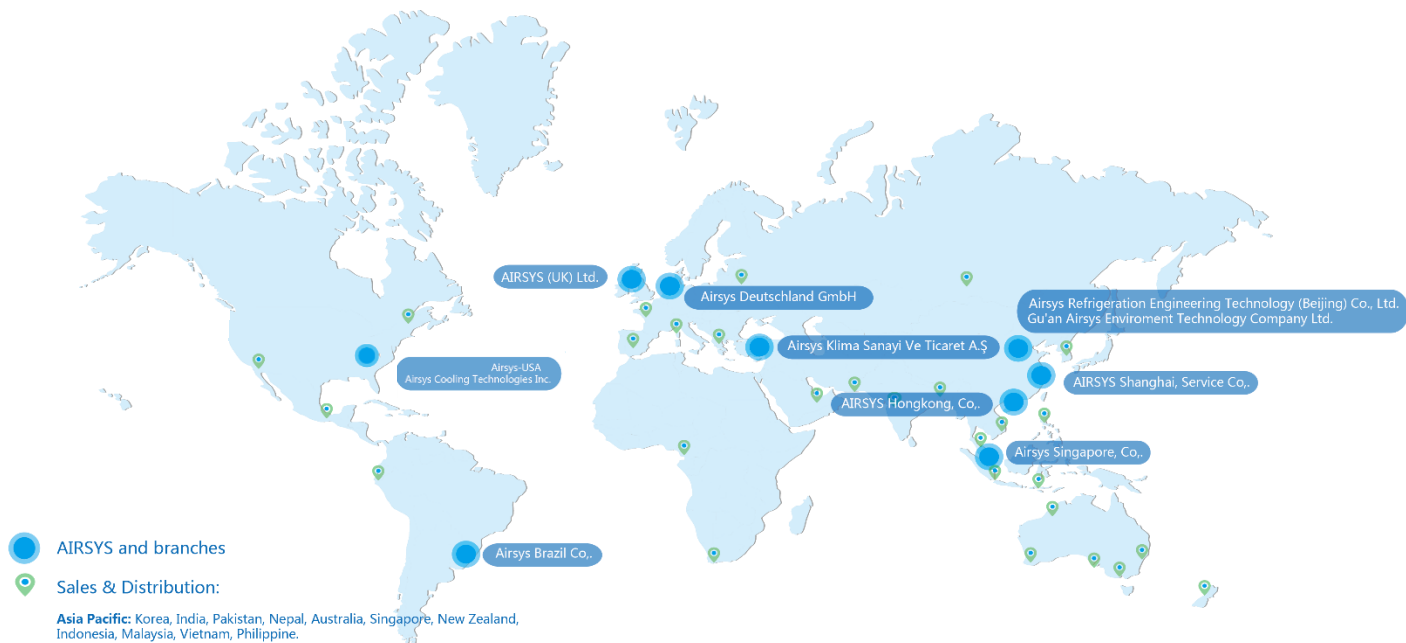 AIRSYS (UK) Ltd.
Airsys Deutschland GmbH
Airsys Refrigeration Engineering Technology (Beijing) Co., Ltd.
Gu'an Airsys Enviroment Technology Company Ltd.
Airsys Klima Sanayi Ve Ticaret A.Ş
Airsys-USA
Airsys Cooling Technologies Inc.
AIRSYS Shanghai, Service Co,.
AIRSYS Hongkong, Co,.
Airsys Singapore, Co,.
Airsys Brazil Co,.
AIRSYS and branches
Sales & Distribution:
Asia Pacific: Korea, India, Pakistan, Nepal, Australia, Singapore, New Zealand,
Indonesia, Malaysia, Vietnam, Philippine.